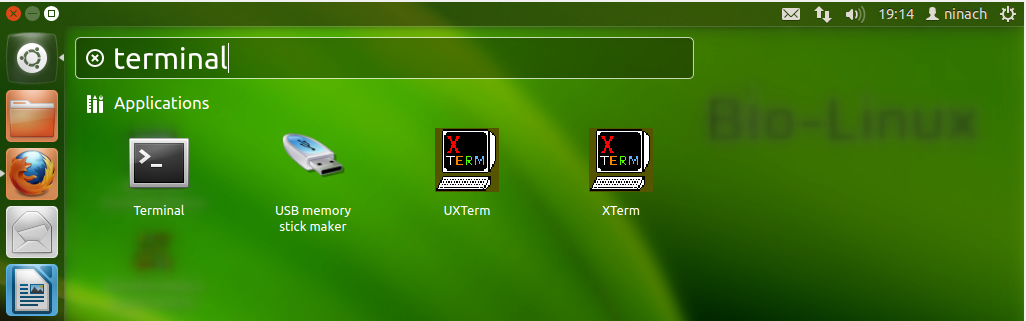 19:14 ninach
terminal
Applications
Bio-Linux
>_
X
TERM
X
TERM
Terminal
USB memory
stick maker
UXTerm
XTerm